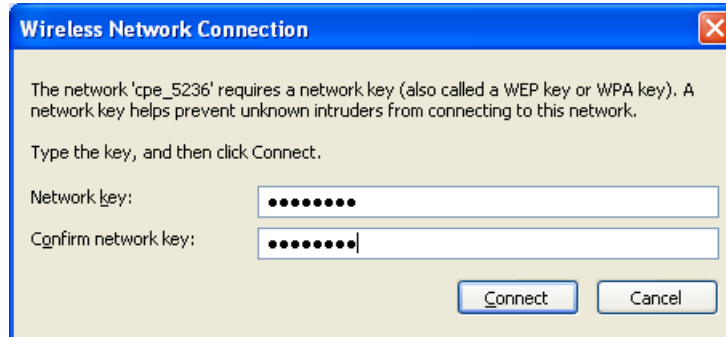 Wireless Network Connection
The network 'cpe_5236' requires a network key (also called a WEP key or WPA key). A
network key helps prevent unknown intruders from connecting to this network.
Type the key, and then click Connect.
Network key: ●●●●●●●●
Confirm network key: ●●●●●●●●
Connect Cancel